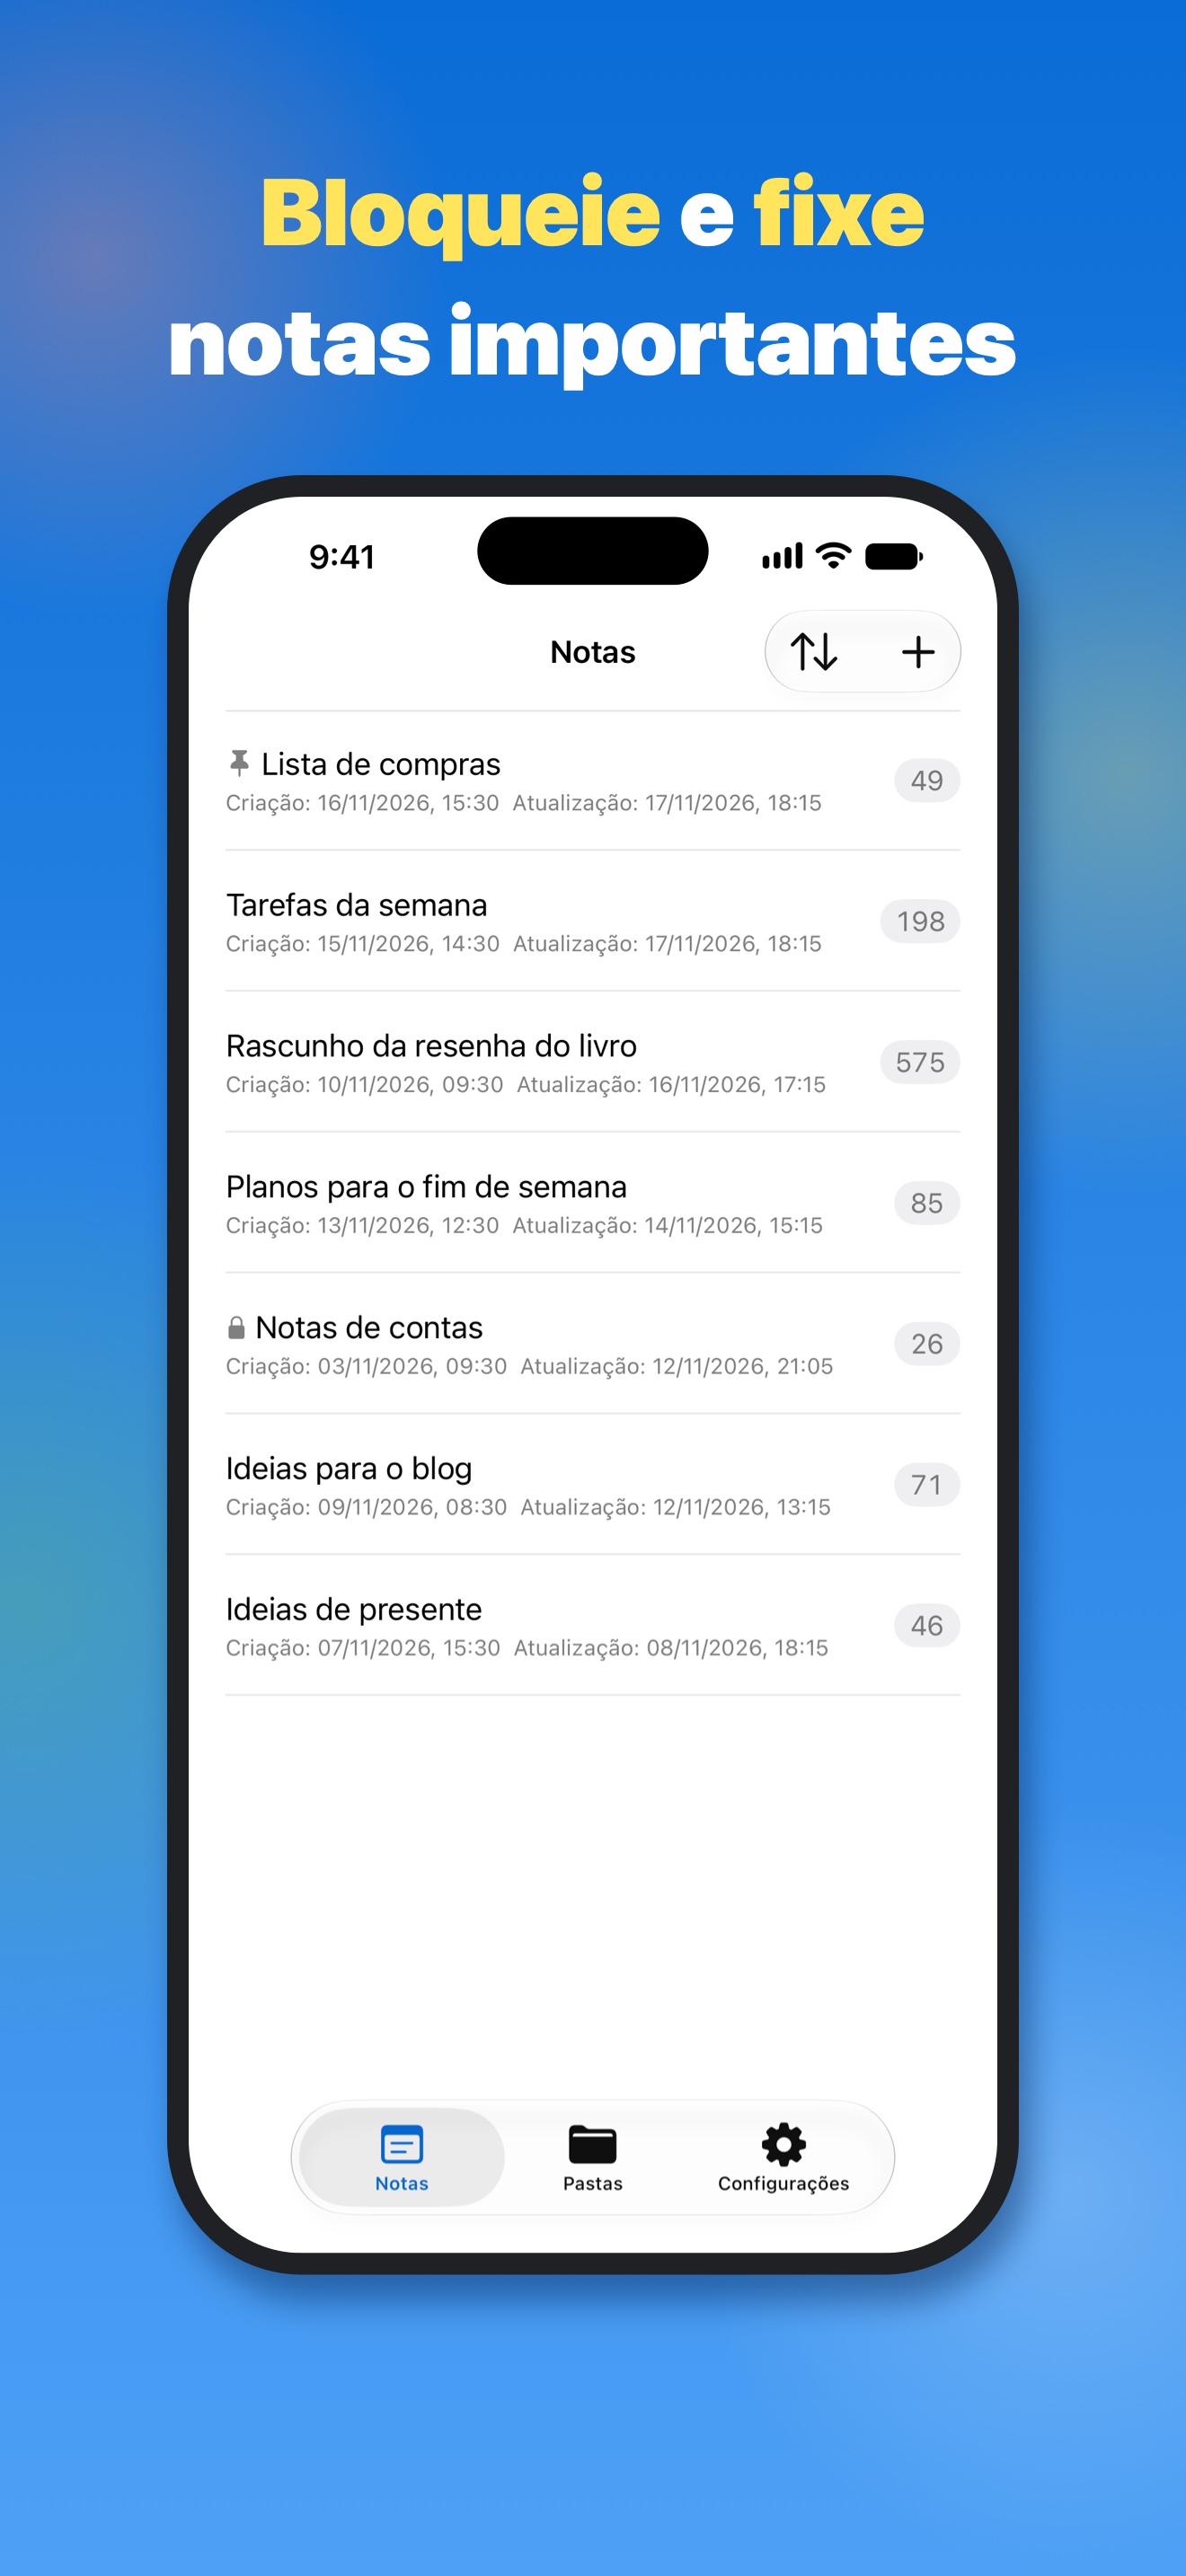 Bloqueie e fixe
notas importantes
9:41
Notas
Lista de compras
Criação: 16/11/2026, 15:30 Atualização: 17/11/2026, 18:15
49
Tarefas da semana
Criação: 15/11/2026, 14:30 Atualização: 17/11/2026, 18:15
198
Rascunho da resenha do livro
Criação: 10/11/2026, 09:30 Atualização: 16/11/2026, 17:15
575
Planos para o fim de semana
Criação: 13/11/2026, 12:30 Atualização: 14/11/2026, 15:15
85
Notas de contas
Criação: 03/11/2026, 09:30 Atualização: 12/11/2026, 21:05
26
Ideias para o blog
Criação: 09/11/2026, 08:30 Atualização: 12/11/2026, 13:15
71
Ideias de presente
Criação: 07/11/2026, 15:30 Atualização: 08/11/2026, 18:15
46
Notas
Pastas
Configurações